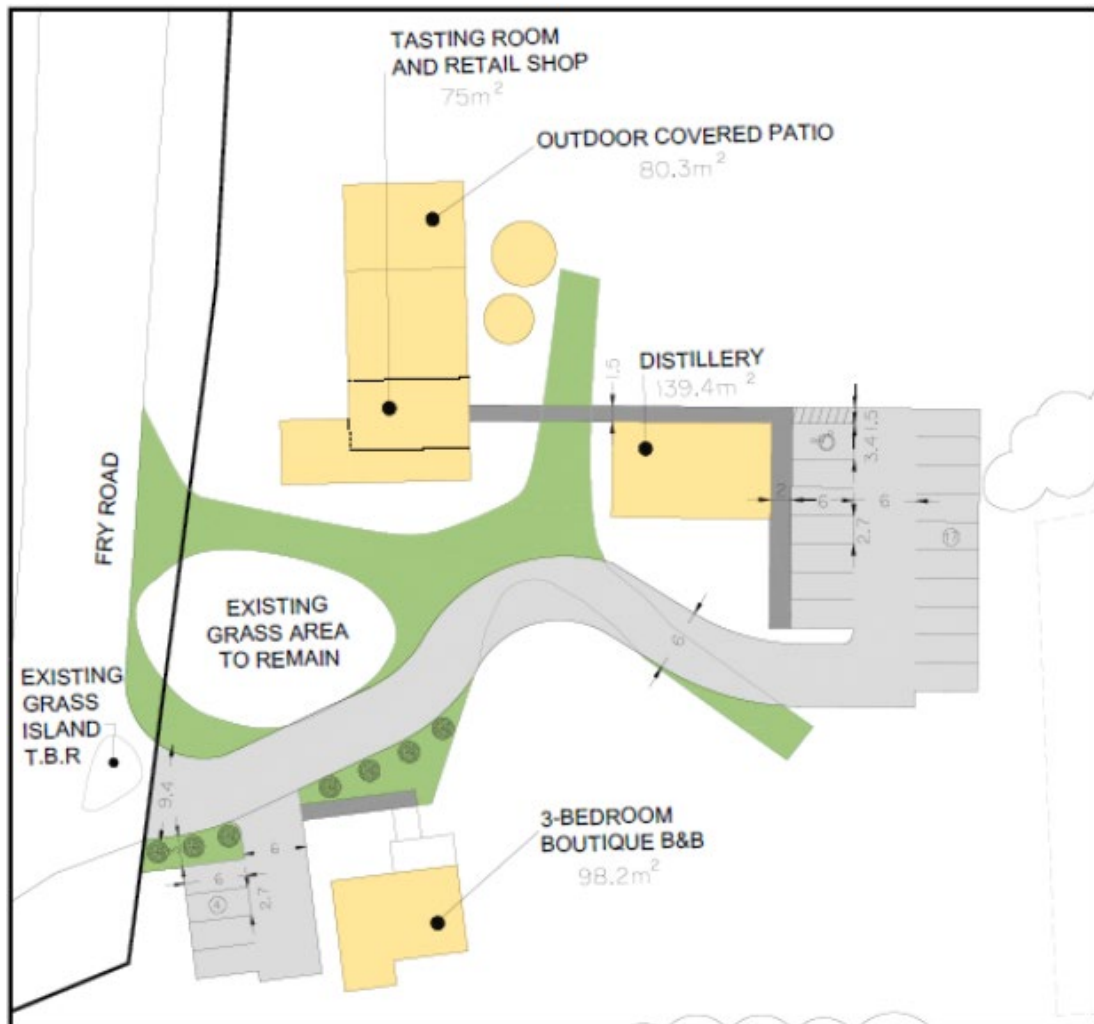 TASTING ROOM
AND RETAIL SHOP
75m²
OUTDOOR COVERED PATIO
80.3m²
DISTILLERY
139.4m²
1.5
1.5
3.4
2
6
6
2.7
17
FRY ROAD
EXISTING
GRASS AREA
TO REMAIN
6
EXISTING
GRASS
ISLAND
T.B.R
9.4
6
6
2.7
4
3-BEDROOM
BOUTIQUE B&B
98.2m²